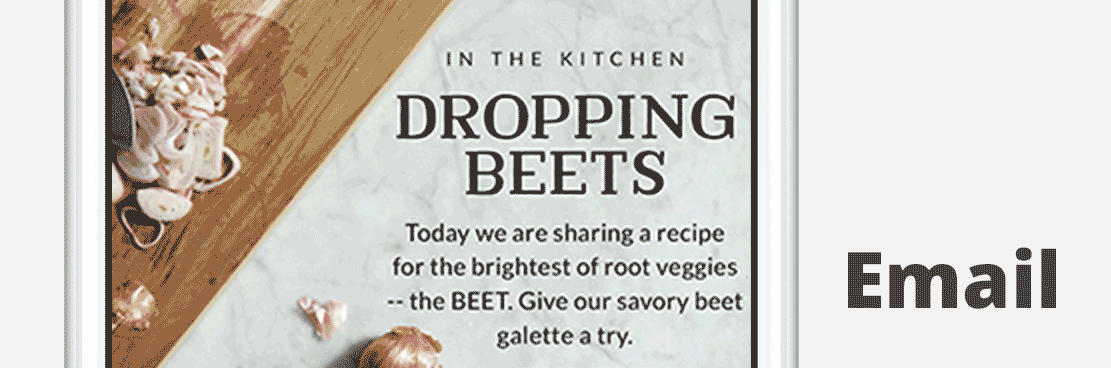 IN THE KITCHEN
DROPPING
BEETS
Today we are sharing a recipe
for the brightest of root veggies
-- the BEET. Give our savory beet
galette a try.
Email